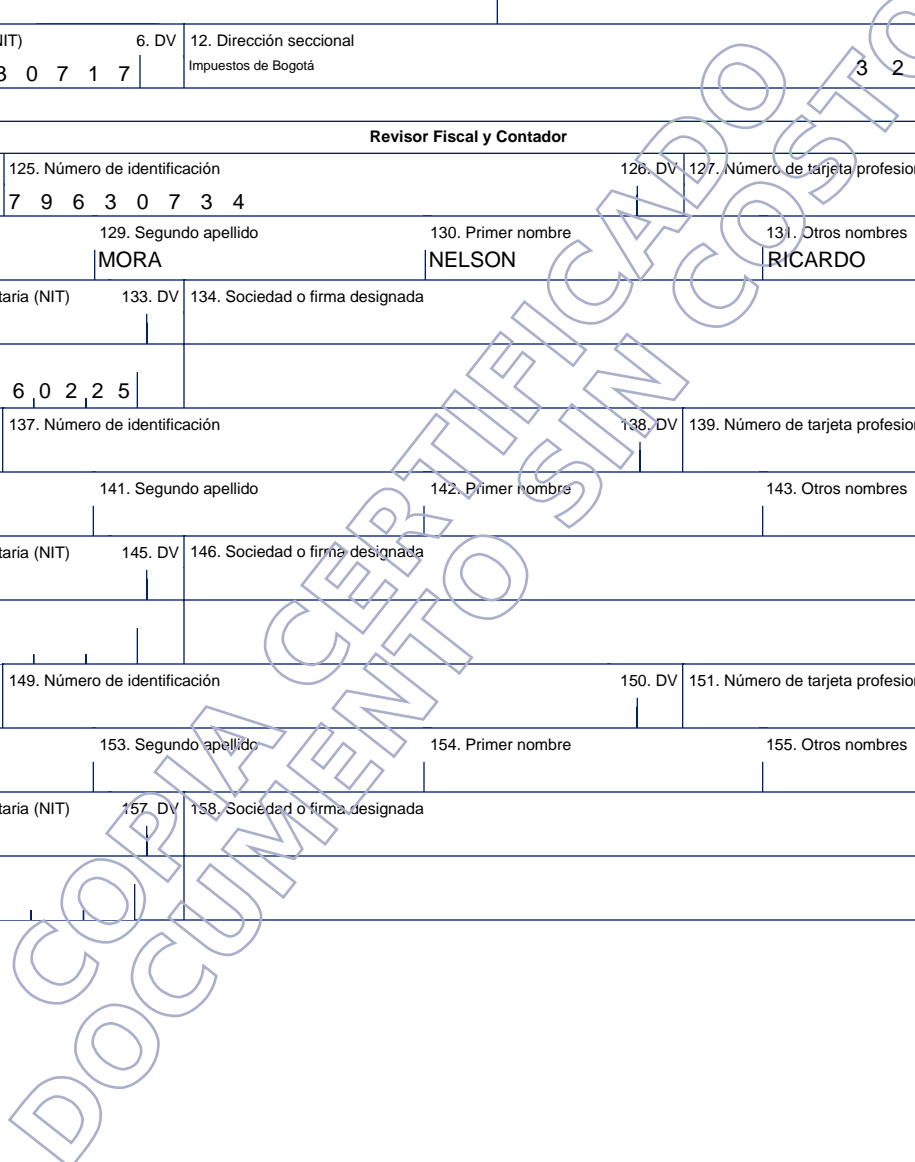 NIT) 6. DV 12. Dirección seccional
0 7 1 7 Impuestos de Bogotá 3 2
Revisor Fiscal y Contador
125. Número de identificación 126. DV 127. Número de tarjeta profesion
7 9 6 3 0 7 3 4
129. Segundo apellido 130. Primer nombre 131. Otros nombres
MORA NELSON RICARDO
taria (NIT) 133. DV 134. Sociedad o firma designada
6 0 2 2 5
137. Número de identificación 138. DV 139. Número de tarjeta profesion
141. Segundo apellido 142. Primer nombre 143. Otros nombres
taria (NIT) 145. DV 146. Sociedad o firma designada
149. Número de identificación 150. DV 151. Número de tarjeta profesion
153. Segundo apellido 154. Primer nombre 155. Otros nombres
taria (NIT) 157. DV 158. Sociedad o firma designada
COPIA CERTIFICADO
DOCUMENTO SIN COSTO